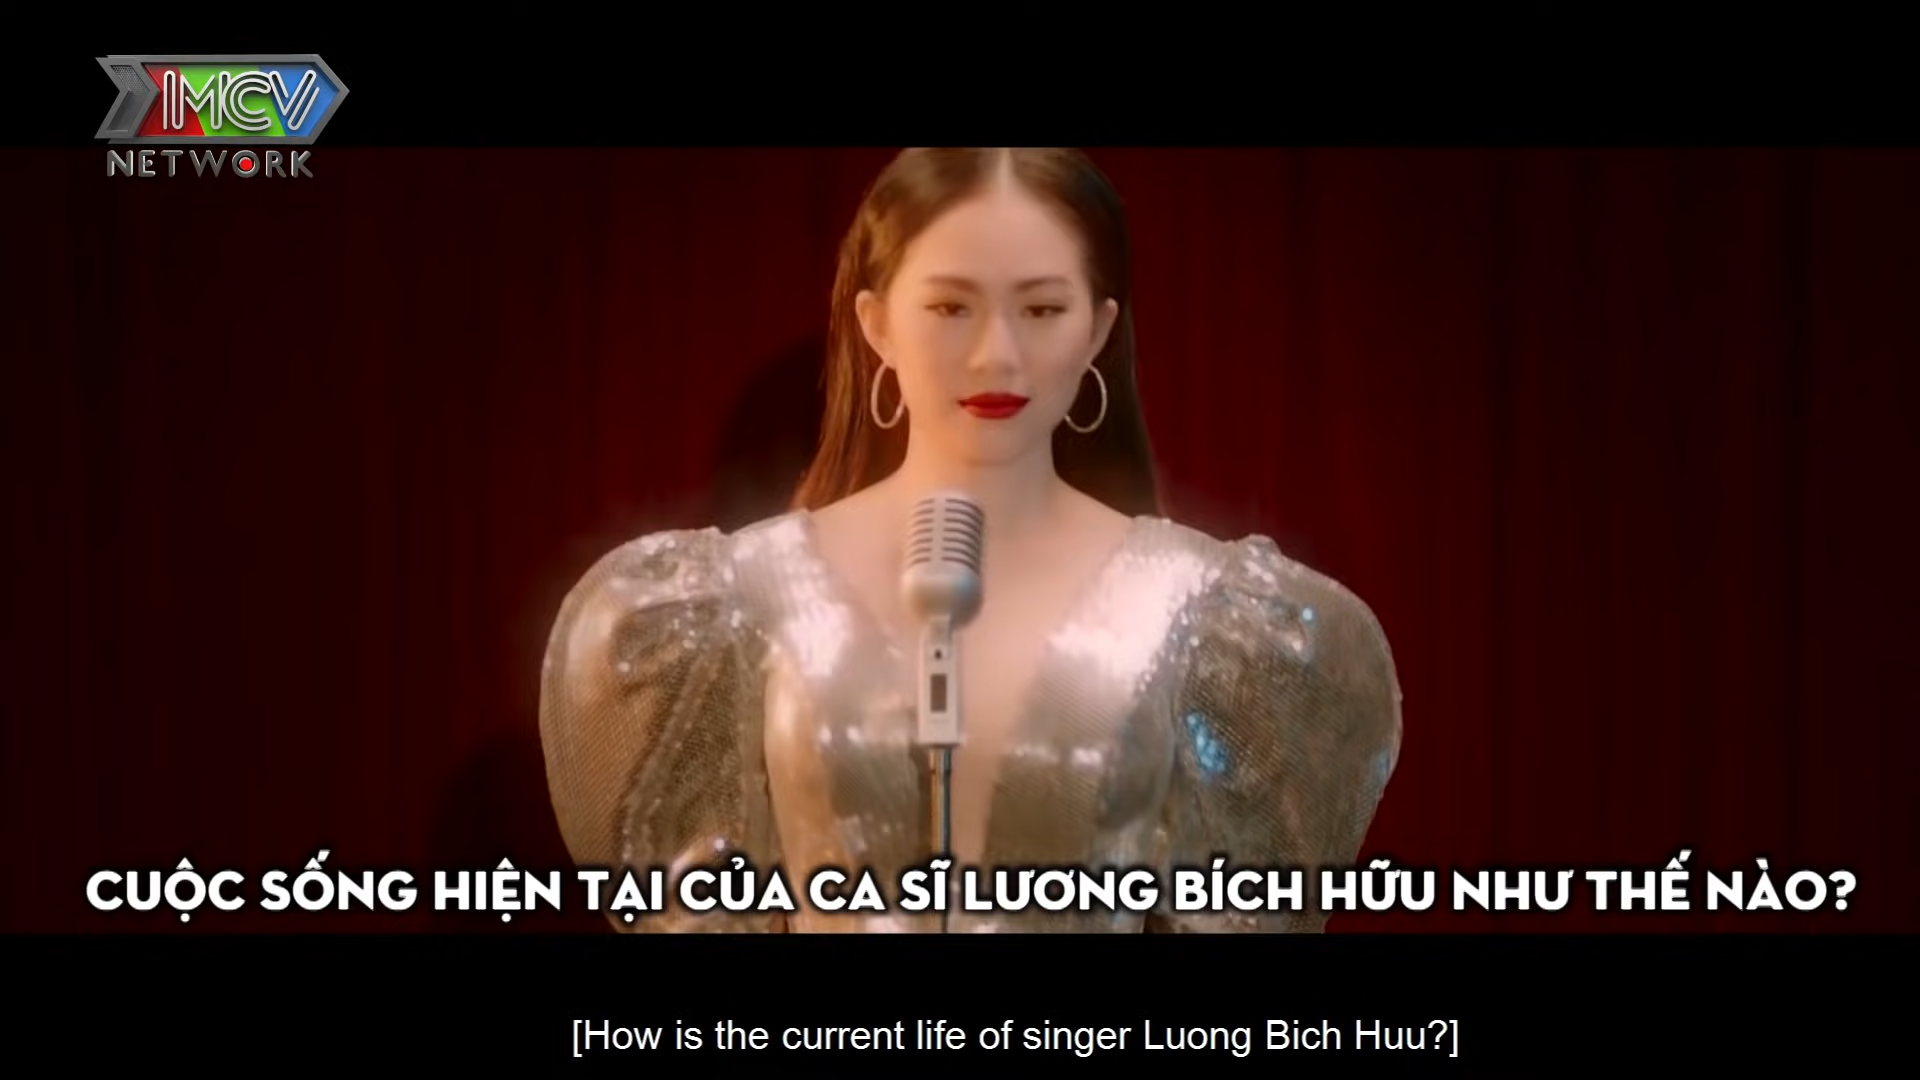 MCV
NETWORK
CUỘC SỐNG HIỆN TẠI CỦA CA SĨ LƯƠNG BÍCH HỮU NHƯ THẾ NÀO?
[How is the current life of singer Luong Bich Huu?]